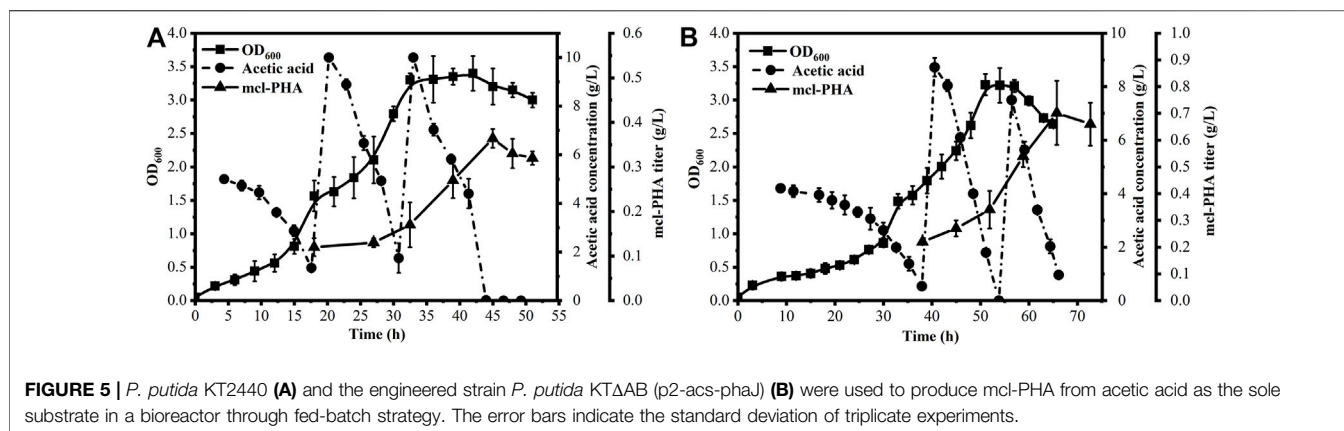 A
OD600
Acetic acid
mcl-PHA
4.0
3.5
3.0
2.5
2.0
1.5
1.0
0.5
0.0
OD600
0 5 10 15 20 25 30 35 40 45 50 55
Time (h)
10
8
6
4
2
0
Acetic acid concentration (g/L)
0.6
0.5
0.4
0.3
0.2
0.1
0.0
mcl-PHA titer (g/L)
B
OD600
Acetic acid
mcl-PHA
4.0
3.5
3.0
2.5
2.0
1.5
1.0
0.5
0.0
OD600
0 10 20 30 40 50 60 70
Time (h)
10
8
6
4
2
0
Acetic acid concentration (g/L)
1.0
0.9
0.8
0.7
0.6
0.5
0.4
0.3
0.2
0.1
0.0
mcl-PHA titer (g/L)
FIGURE 5 | P. putida KT2440 (A) and the engineered strain P. putida KTΔAB (p2-acs-phaJ) (B) were used to produce mcl-PHA from acetic acid as the sole
substrate in a bioreactor through fed-batch strategy. The error bars indicate the standard deviation of triplicate experiments.